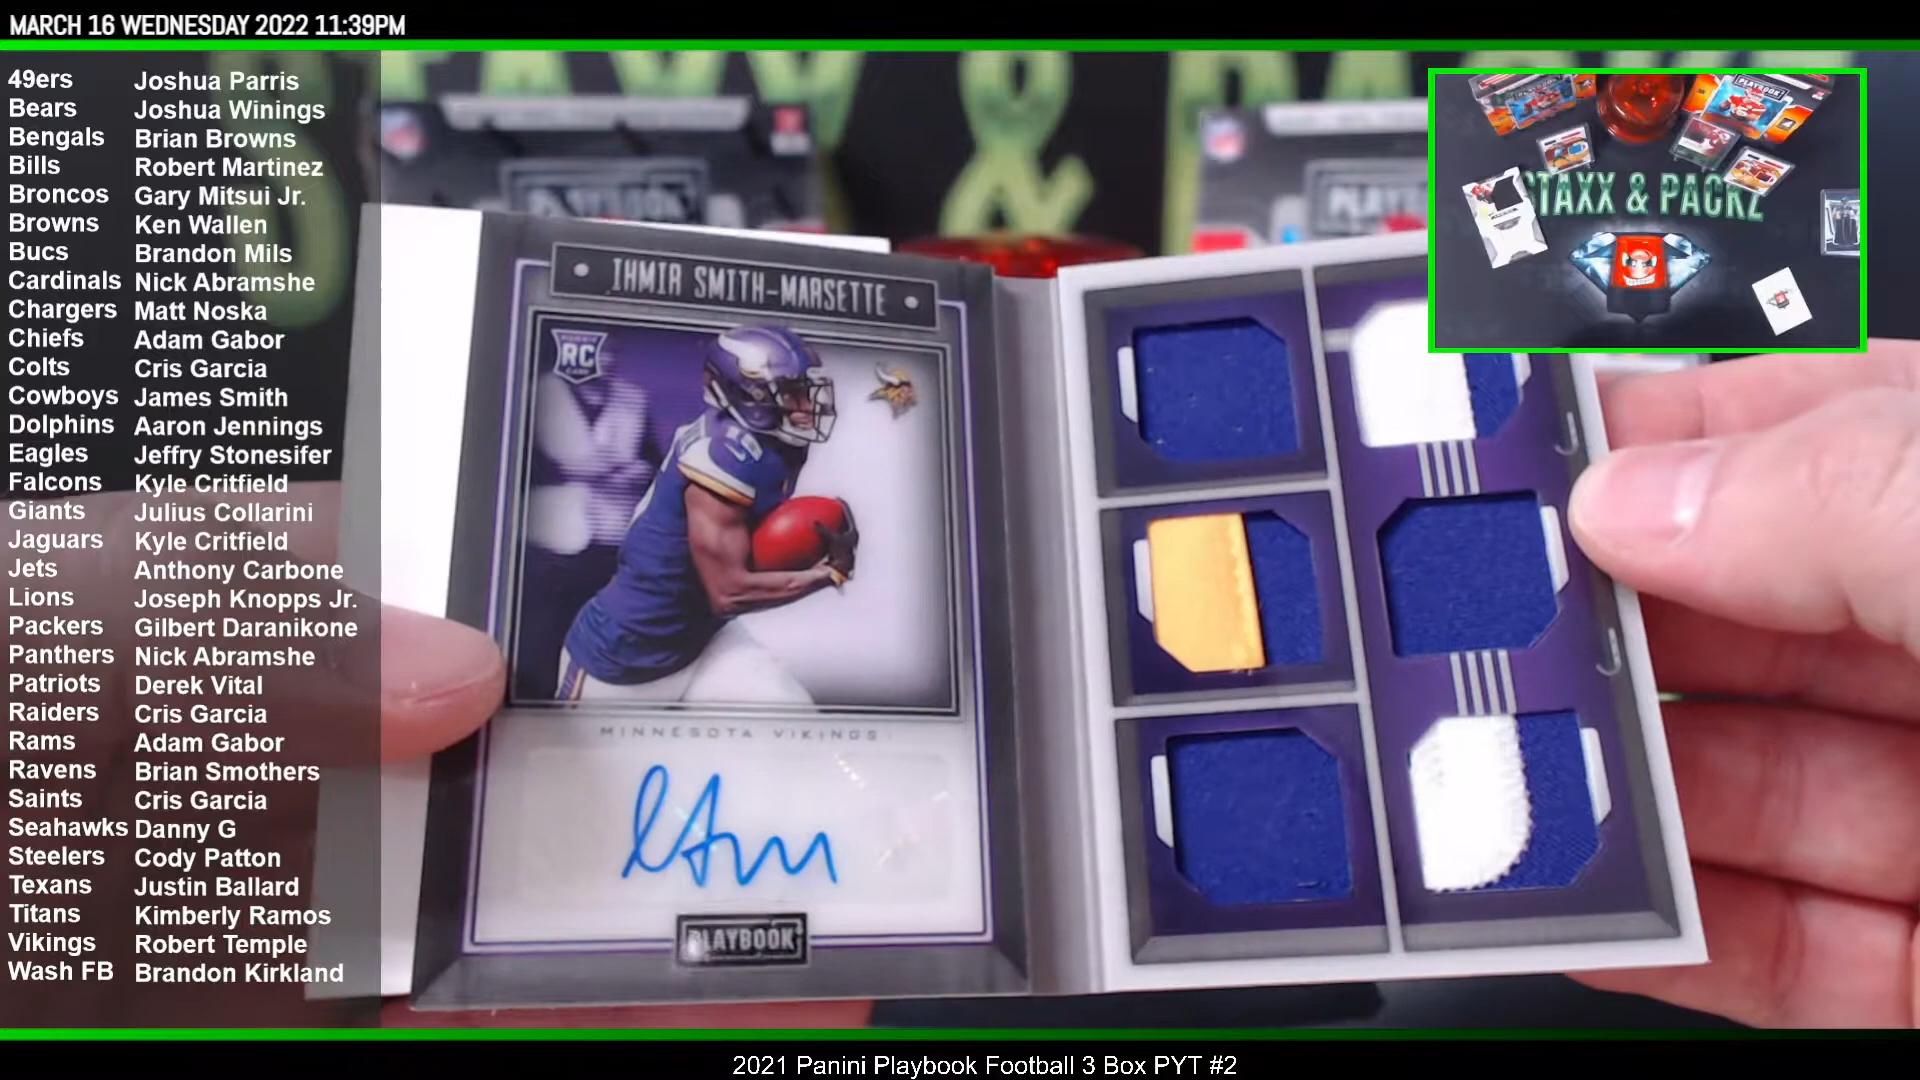 MARCH 16 WEDNESDAY 2022 11:39PM
49ers Joshua Parris
Bears Joshua Winings
Bengals Brian Browns
Bills Robert Martinez
Broncos Gary Mitsui Jr.
Browns Ken Wallen
Bucs Brandon Mils
Cardinals Nick Abramshe
Chargers Matt Noska
Chiefs Adam Gabor
Colts Cris Garcia
Cowboys James Smith
Dolphins Aaron Jennings
Eagles Jeffry Stonesifer
Falcons Kyle Critfield
Giants Julius Collarini
Jaguars Kyle Critfield
Jets Anthony Carbone
Lions Joseph Knopps Jr.
Packers Gilbert Daranikone
Panthers Nick Abramshe
Patriots Derek Vital
Raiders Cris Garcia
Rams Adam Gabor
Ravens Brian Smothers
Saints Cris Garcia
Seahawks Danny G
Steelers Cody Patton
Texans Justin Ballard
Titans Kimberly Ramos
Vikings Robert Temple
Wash FB Brandon Kirkland
STAXX & PACKZ
PLAYBOOK
PLAYBOOK
STAXX & PACKZ
IHMIR SMITH-MARSETTE
RC
MINNESOTA VIKINGS
PLAYBOOK
2021 Panini Playbook Football 3 Box PYT #2